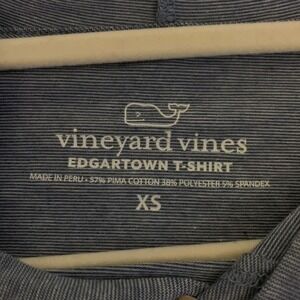 vineyard vines
EDGARTOWN T-SHIRT
MADE IN PERU • 57% PIMA COTTON 38% POLYESTER 5% SPANDEX
XS